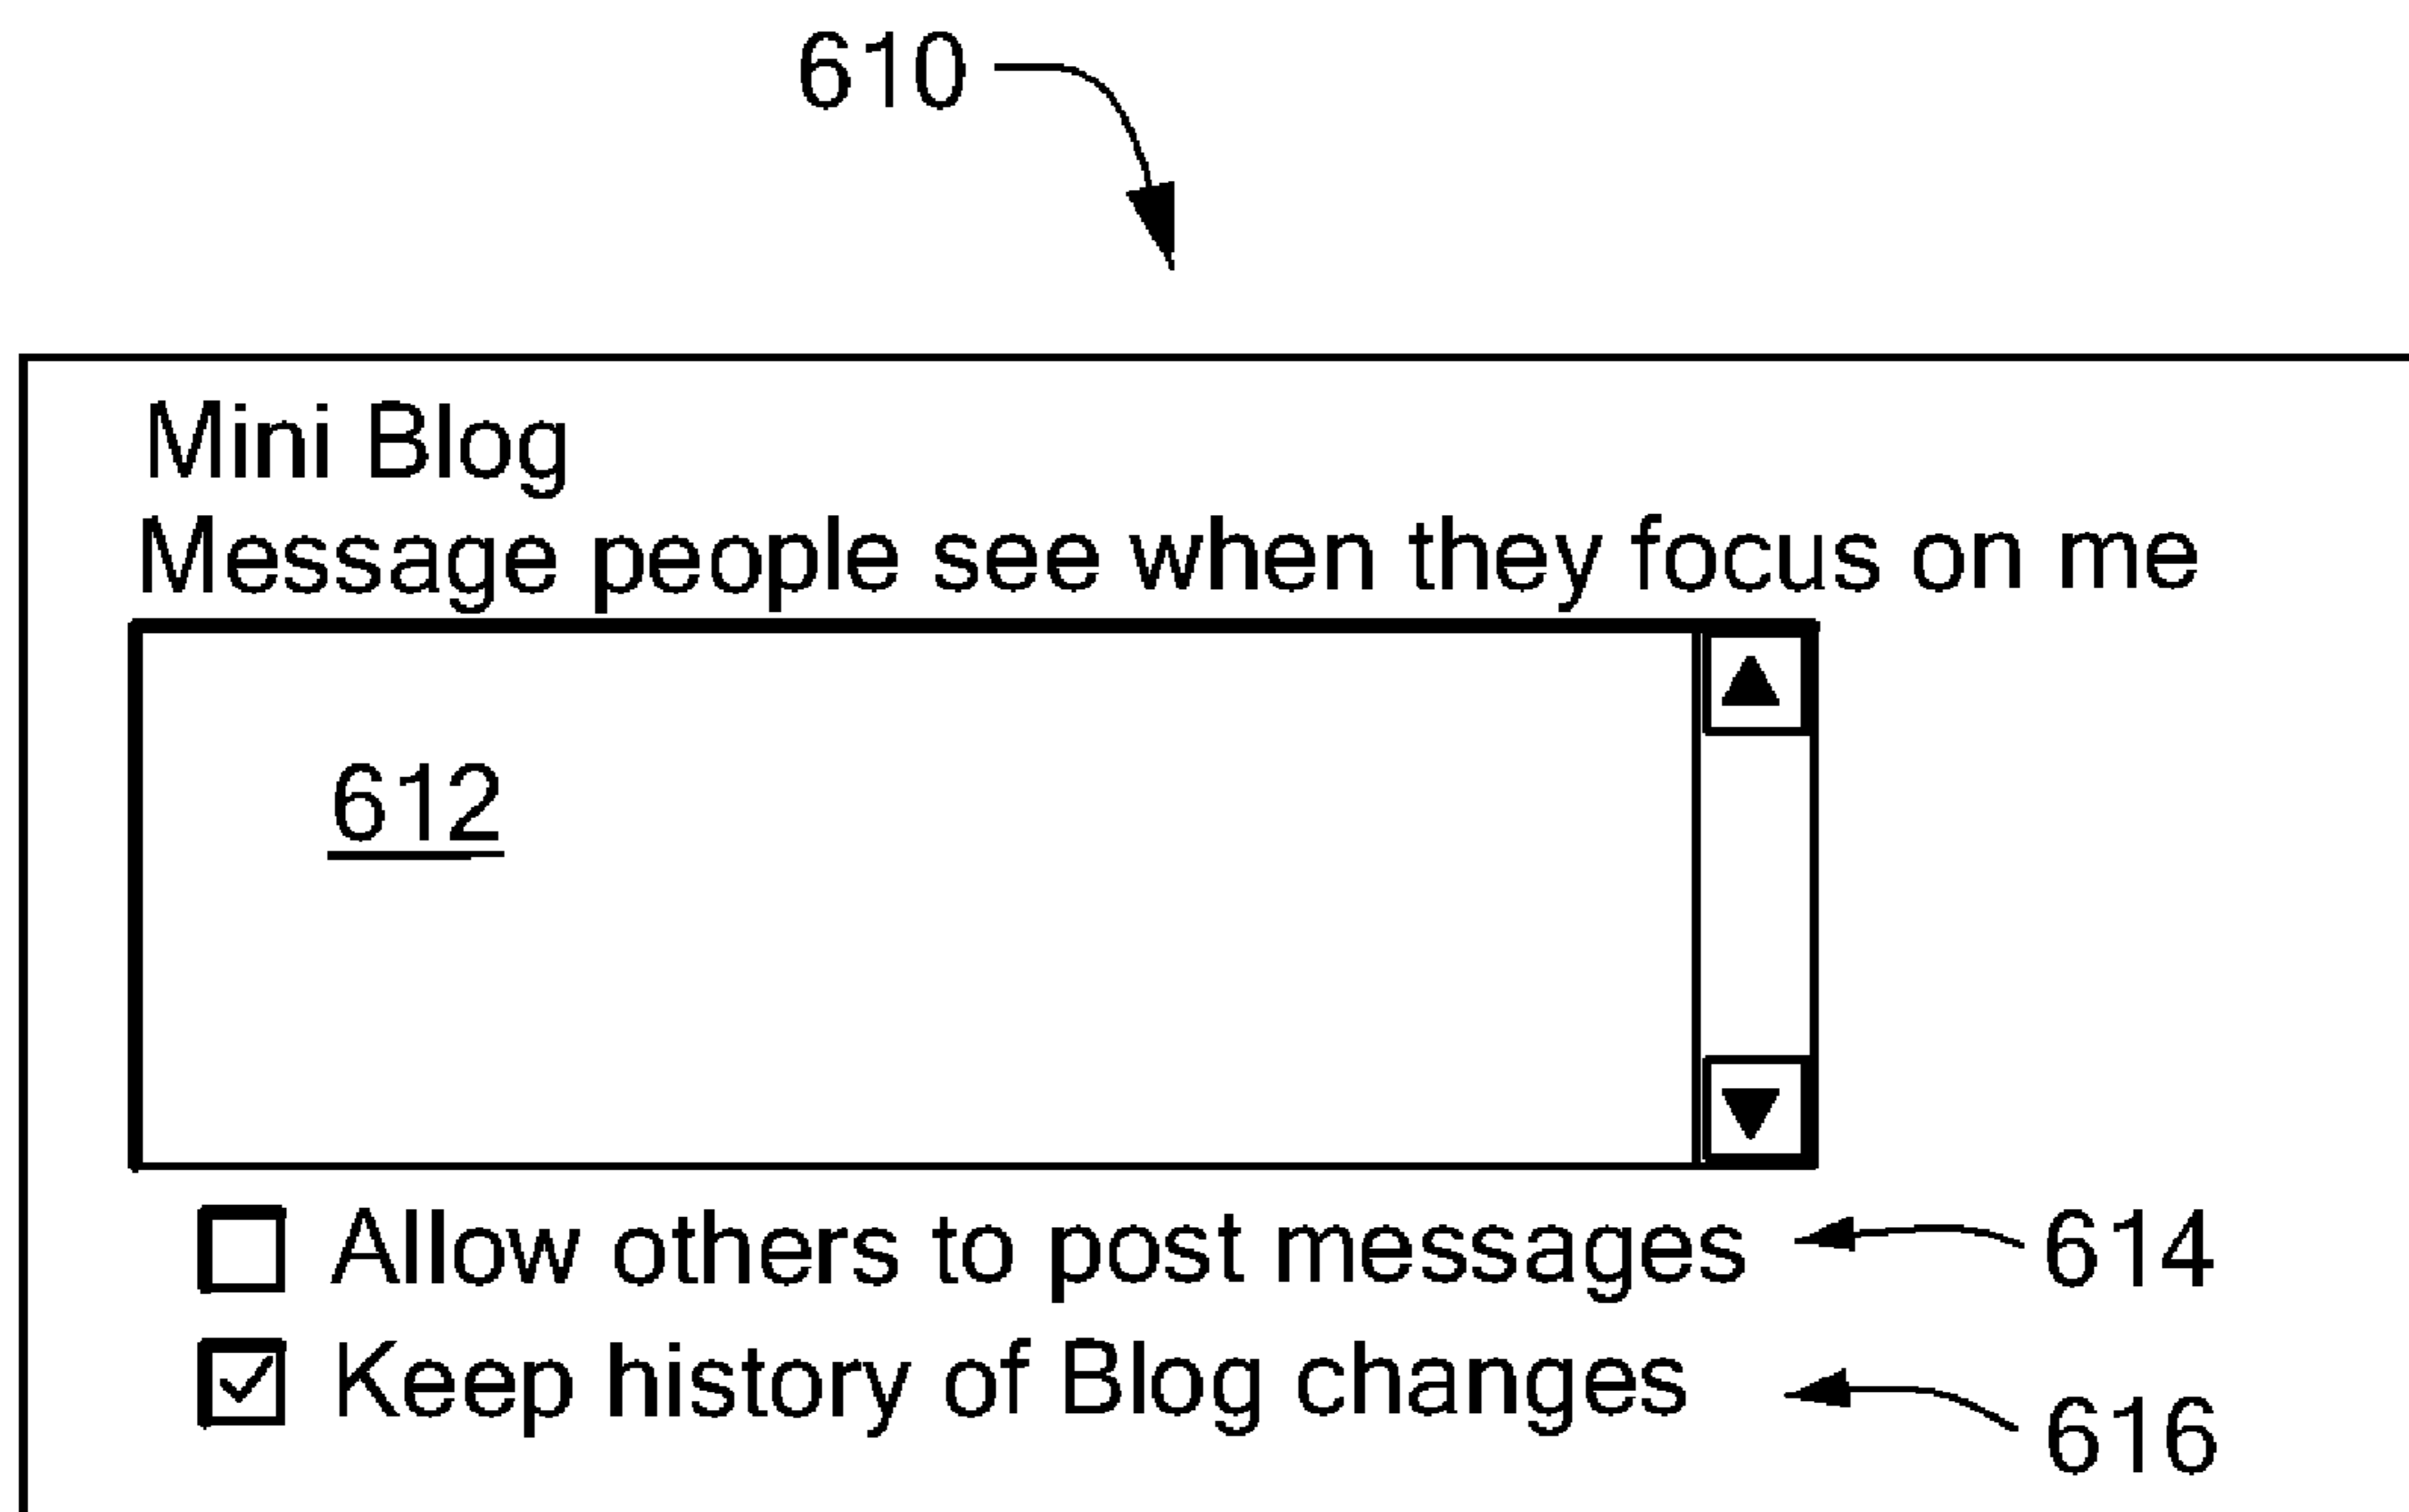 610
Mini Blog
Message people see when they focus on me
612
Allow others to post messages 614
Keep history of Blog changes 616